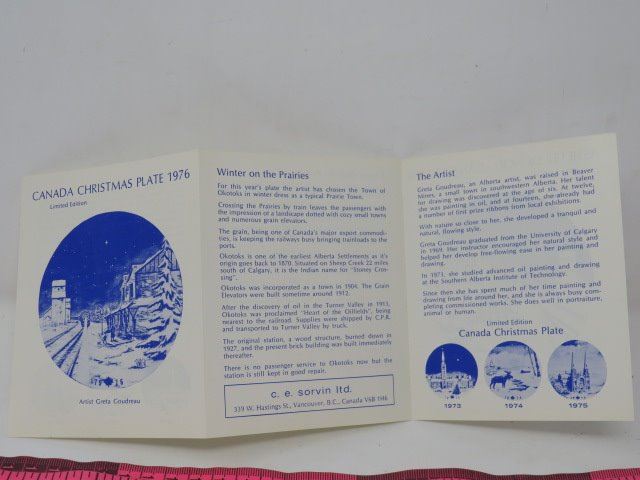 CANADA CHRISTMAS PLATE 1976
Limited Edition
Artist Greta Goudreau
Winter on the Prairies
For this year's plate the artist has chosen the Town of
Okotoks in winter dress as a typical Prairie Town.
Crossing the Prairies by train leaves the passengers with
the impression of a landscape dotted with cozy small towns
and numerous grain elevators.
The grain, being one of Canada's major export commodi-
ties, is keeping the railways busy bringing trainloads to the
ports.
Okotoks is one of the earliest Alberta Settlements as it's
origin goes back to 1870. Situated on Sheep Creek 22 miles
south of Calgary, it is the Indian name for "Stoney Cros-
sing".
Okotoks was incorporated as a town in 1904. The Grain
Elevators were built sometime around 1912.
After the discovery of oil in the Turner Valley in 1913,
Okotoks was proclaimed "Heart of the Oilfields", being
nearest to the railroad. Supplies were shipped by C.P.R.
and transported to Turner Valley by truck.
The original station, a wood structure, burned down in
1927, and the present brick building was built immediately
thereafter.
There is no passenger service to Okotoks now but the
station is still kept in good repair.
c. e. sorvin ltd.
339 W. Hastings St., Vancouver, B.C., Canada V6B 1H6
The Artist
Greta Goudreau, an Alberta artist, was raised in Beaver
Mines, a small town in southwestern Alberta. Her talent
for drawing was discovered at the age of six. At twelve,
she was painting in oil, and at fourteen, she already had
a number of first prize ribbons from local exhibitions.
With nature so close to her, she developed a tranquil and
natural, flowing style.
Greta Goudreau graduated from the University of Calgary
in 1969. Her instructor encouraged her natural style and
helped her develop free-flowing ease in her painting and
drawing.
In 1973, she studied advanced oil painting and drawing
at the Southern Alberta Institute of Technology.
Since then she has spent much of her time painting and
drawing from life around her, and she is always busy com-
pleting commissioned works. She does well in portraiture,
animal or human.
Limited Edition
Canada Christmas Plate
1973
1974
1975